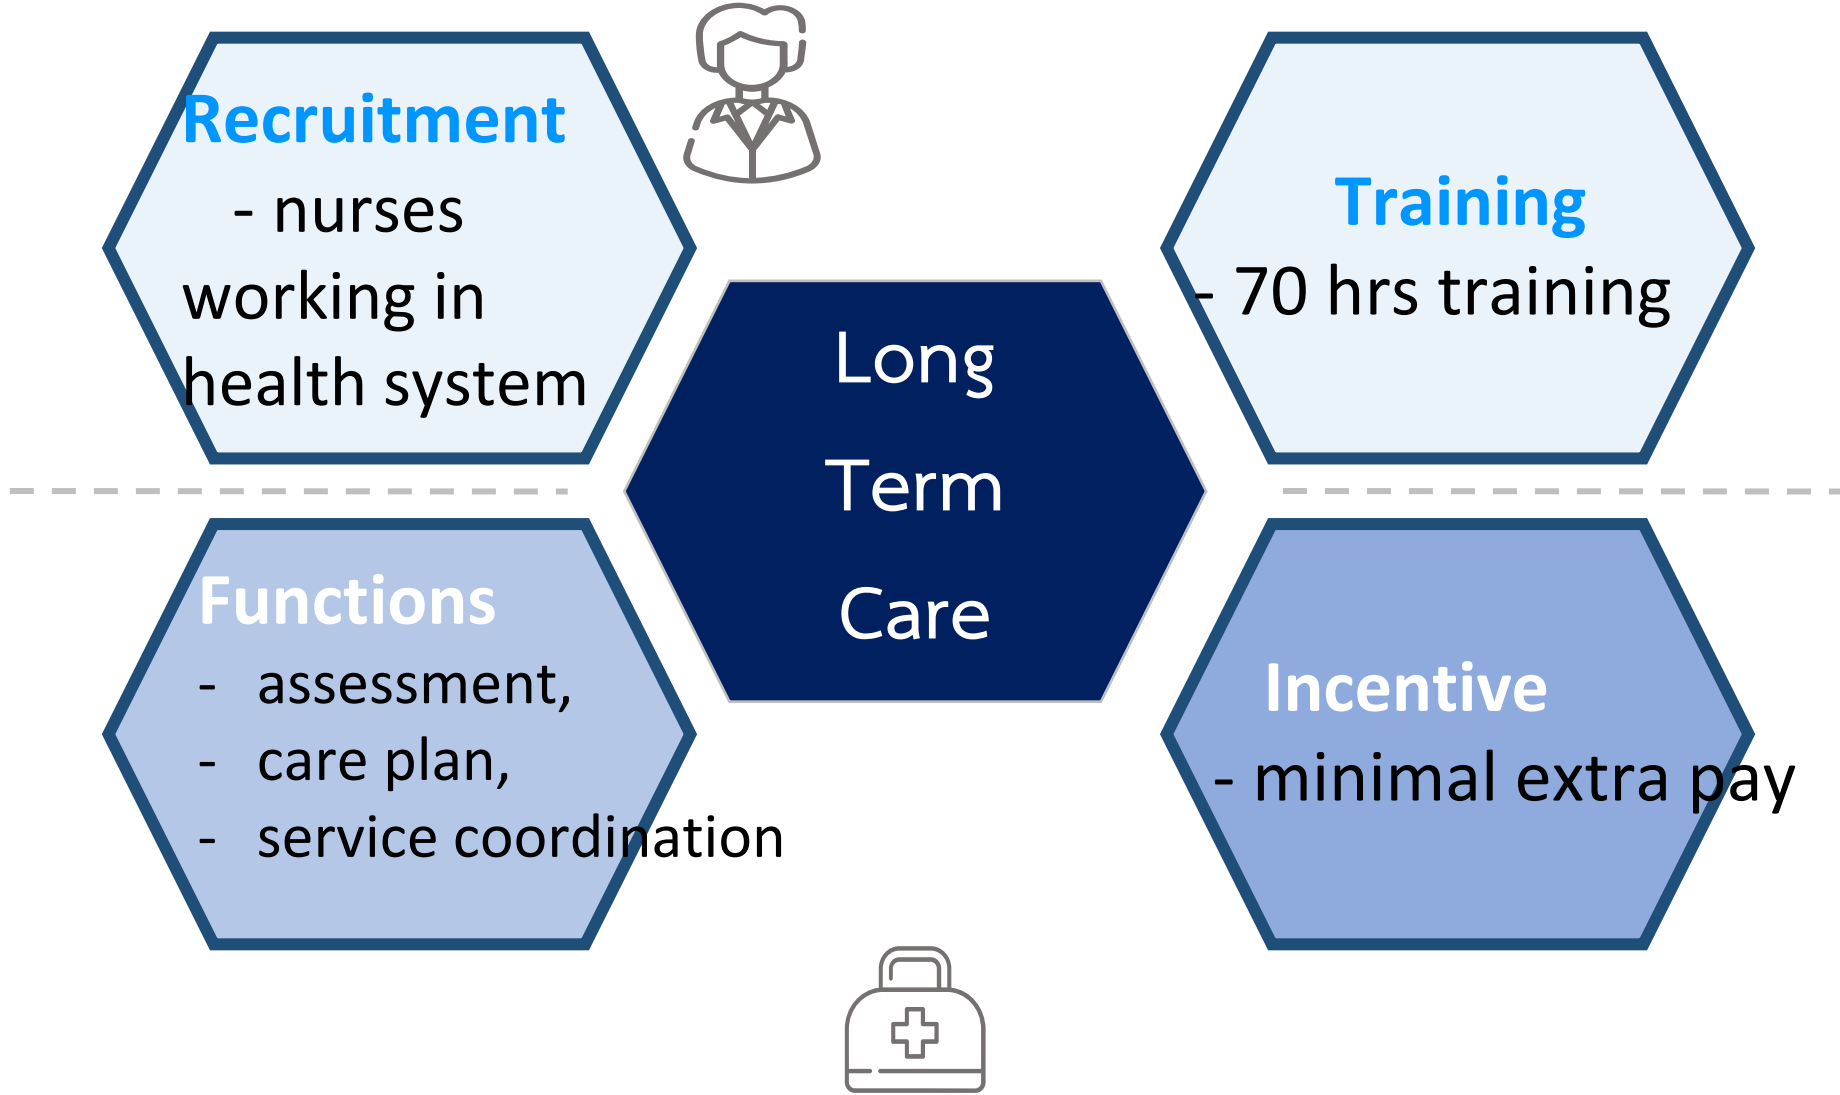 Recruitment
- nurses
working in
health system
Training
- 70 hrs training
Long
Term
Care
Functions
- assessment,
- care plan,
- service coordination
Incentive
- minimal extra pay